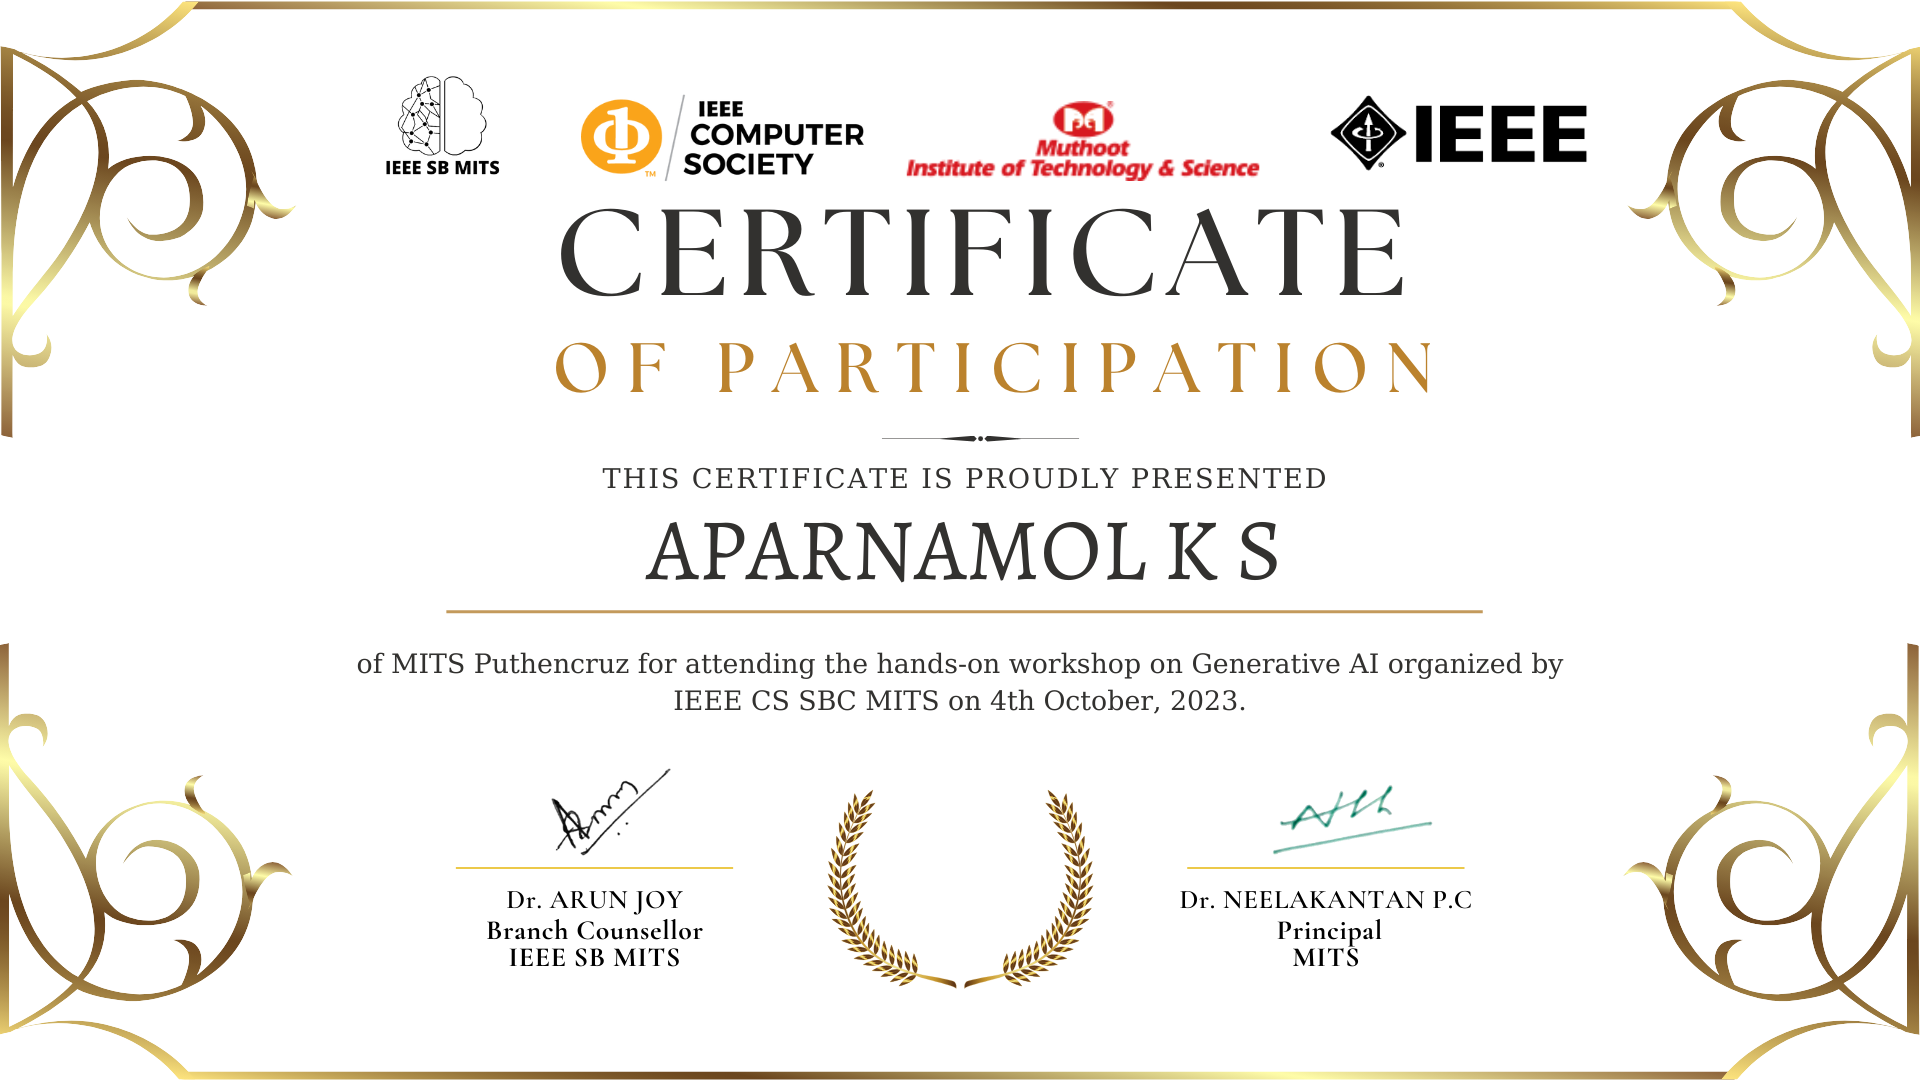 IEEE SB MITS
IEEE
COMPUTER
SOCIETY
TM
Muthoot
Institute of Technology & Science
IEEE
CERTIFICATE
OF PARTICIPATION
THIS CERTIFICATE IS PROUDLY PRESENTED
APARNAMOL K S
of MITS Puthencruz for attending the hands-on workshop on Generative AI organized by
IEEE CS SBC MITS on 4th October, 2023.
Dr. ARUN JOY
Branch Counsellor
IEEE SB MITS
Dr. NEELAKANTAN P.C
Principal
MITS